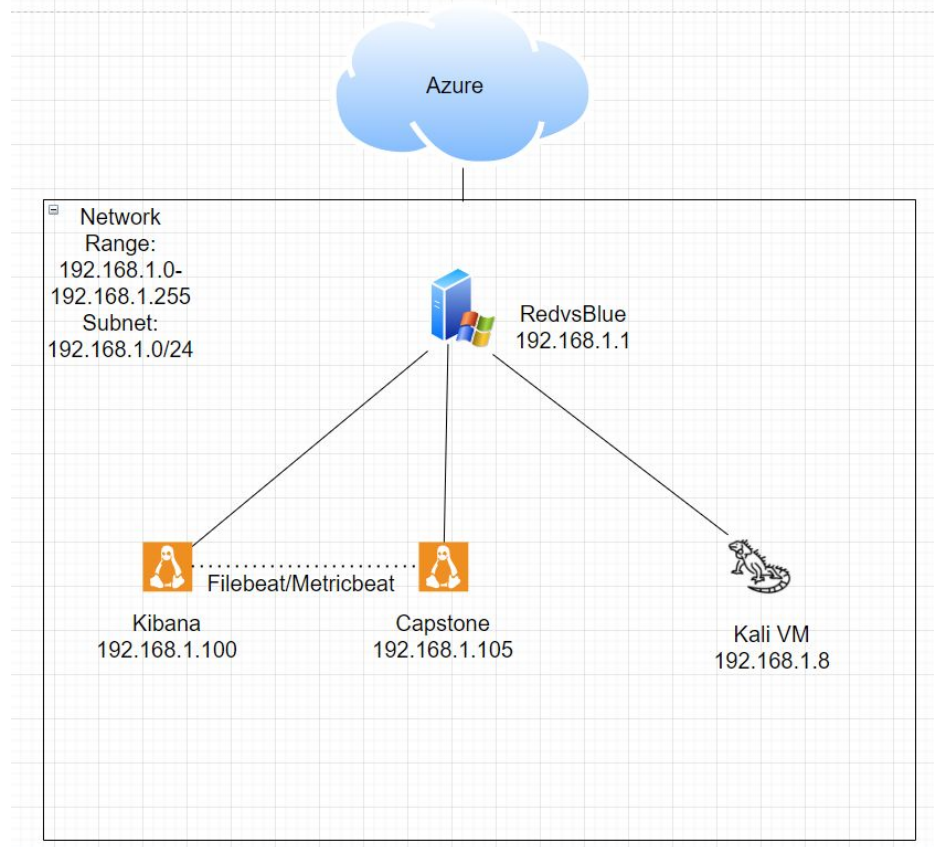 Azure
Network
Range:
192.168.1.0-
192.168.1.255
Subnet:
192.168.1.0/24
RedvsBlue
192.168.1.1
Filebeat/Metricbeat
Kibana
192.168.1.100
Capstone
192.168.1.105
Kali VM
192.168.1.8